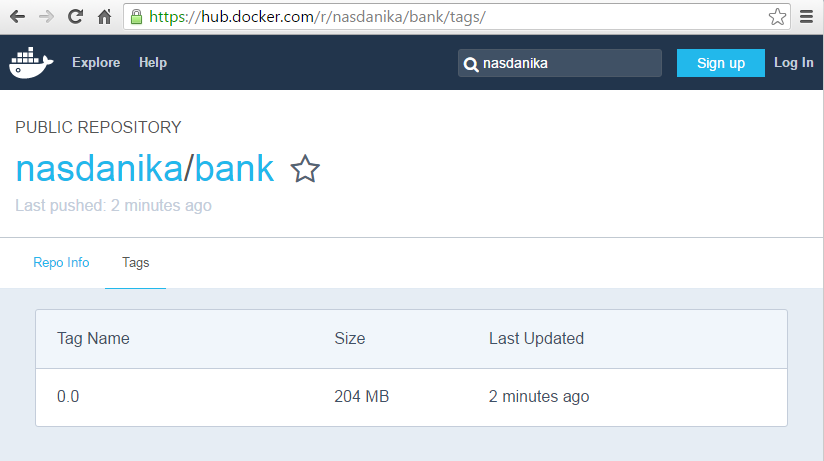 https://hub.docker.com/r/nasdanika/bank/tags/
Explore Help nasdanika Sign up Log In
PUBLIC REPOSITORY
nasdanika/bank
Last pushed: 2 minutes ago
Repo Info Tags
Tag Name Size Last Updated
0.0 204 MB 2 minutes ago